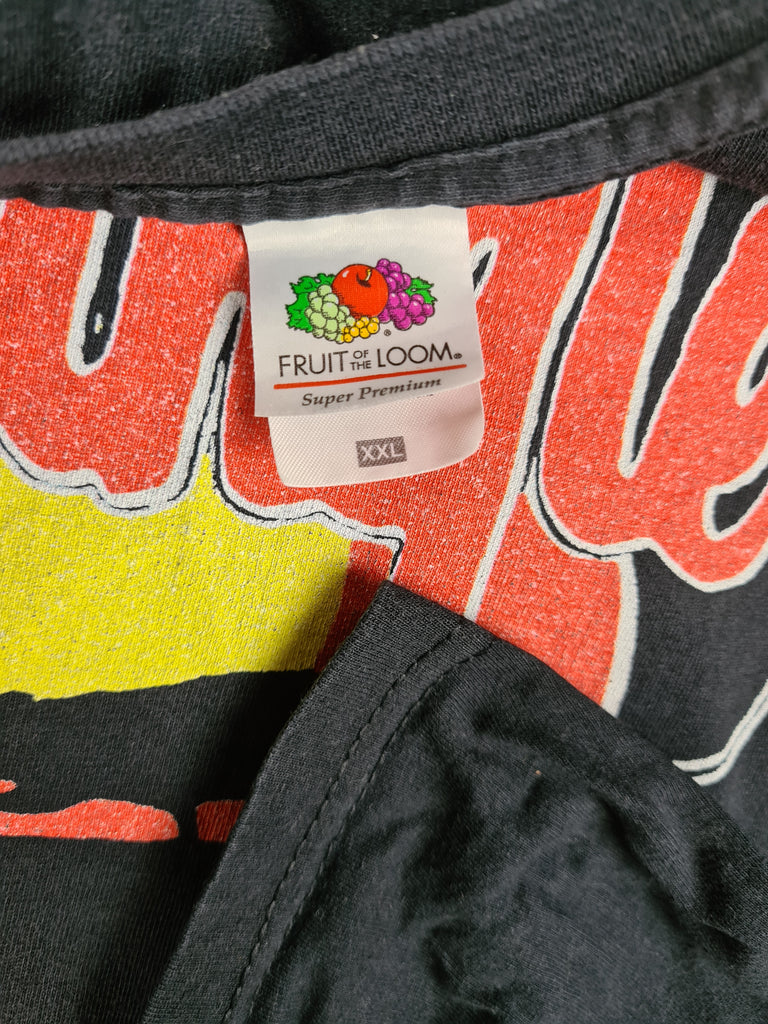 FRUIT OF THE LOOM®
Super Premium
XXL